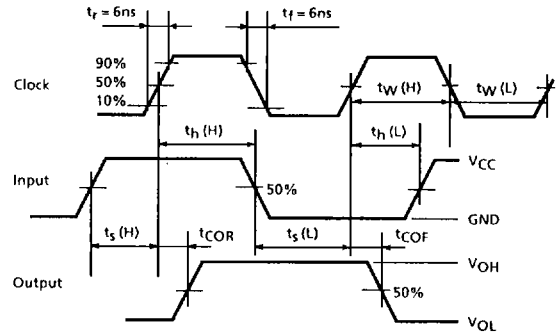 tr = 6ns
tf = 6ns
90%
Clock
50%
10%
tW (H)
tW (L)
th (H)
th (L)
VCC
Input
50%
GND
ts (H)
tCOR
ts (L)
tCOF
VOH
Output
50%
VOL